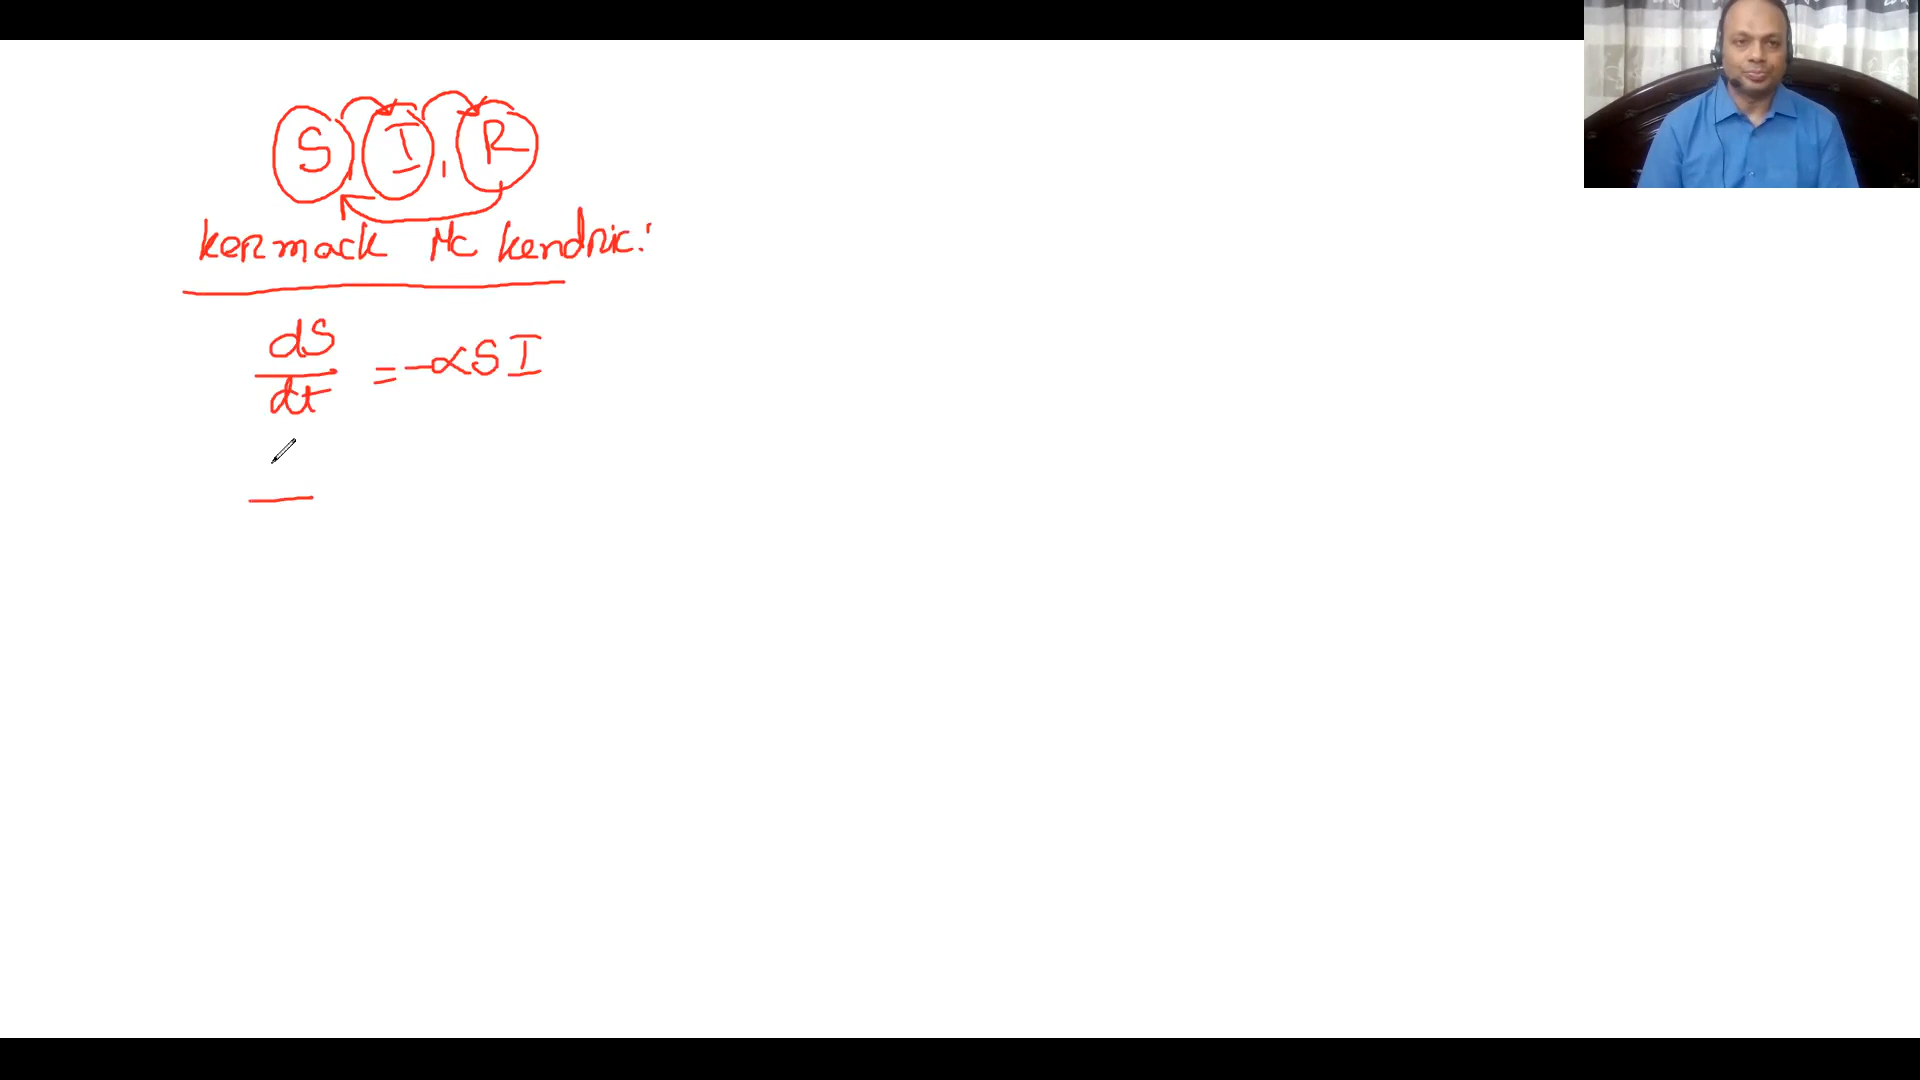 S, I, R
Kermack Mc Kendric:
dS/dt = -αSI